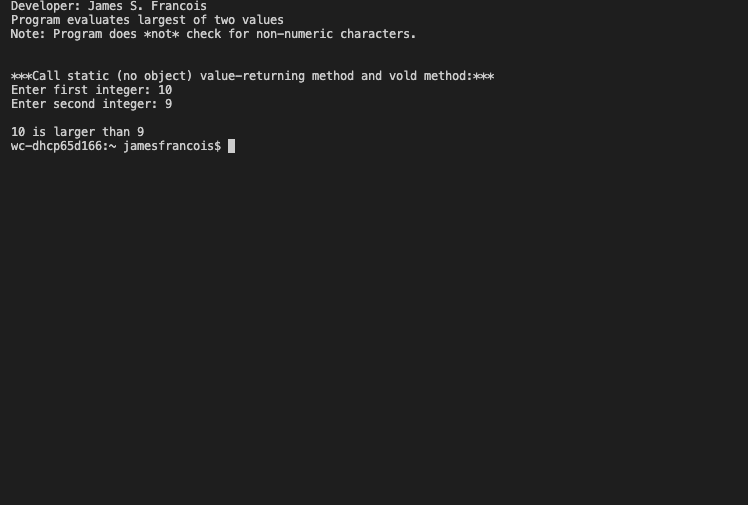 Developer: James S. Francois
Program evaluates largest of two values
Note: Program does *not* check for non-numeric characters.
***Call static (no object) value-returning method and vold method:***
Enter first integer: 10
Enter second integer: 9
10 is larger than 9
wc-dhcp65d166:~ jamesfrancois$